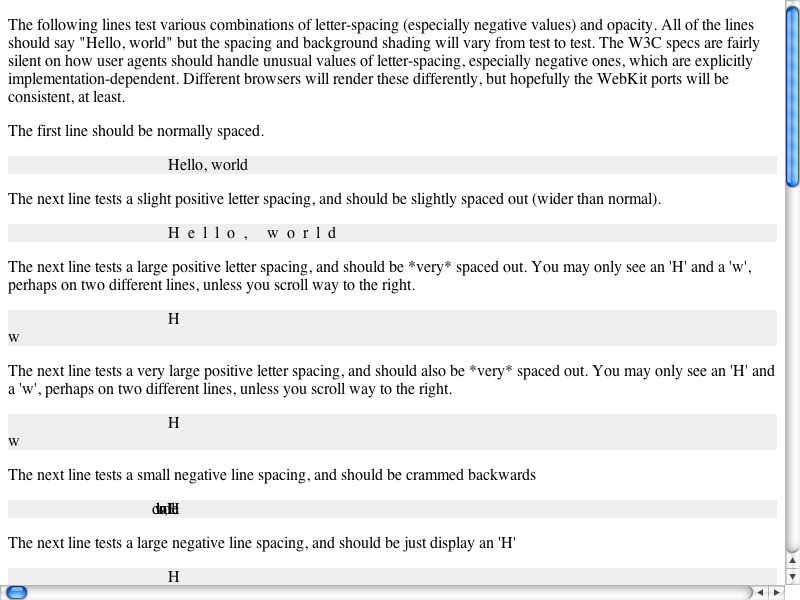 The following lines test various combinations of letter-spacing (especially negative values) and opacity. All of the lines
should say "Hello, world" but the spacing and background shading will vary from test to test. The W3C specs are fairly
silent on how user agents should handle unusual values of letter-spacing, especially negative ones, which are explicitly
implementation-dependent. Different browsers will render these differently, but hopefully the WebKit ports will be
consistent, at least.
The first line should be normally spaced.
Hello, world
The next line tests a slight positive letter spacing, and should be slightly spaced out (wider than normal).
H e l l o ,  w o r l d
The next line tests a large positive letter spacing, and should be *very* spaced out. You may only see an 'H' and a 'w',
perhaps on two different lines, unless you scroll way to the right.
H
w
The next line tests a very large positive letter spacing, and should also be *very* spaced out. You may only see an 'H' and
a 'w', perhaps on two different lines, unless you scroll way to the right.
H
w
The next line tests a small negative line spacing, and should be crammed backwards
The next line tests a large negative line spacing, and should be just display an 'H'
H